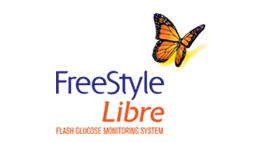 FreeStyle
Libre
FLASH GLUCOSE MONITORING SYSTEM